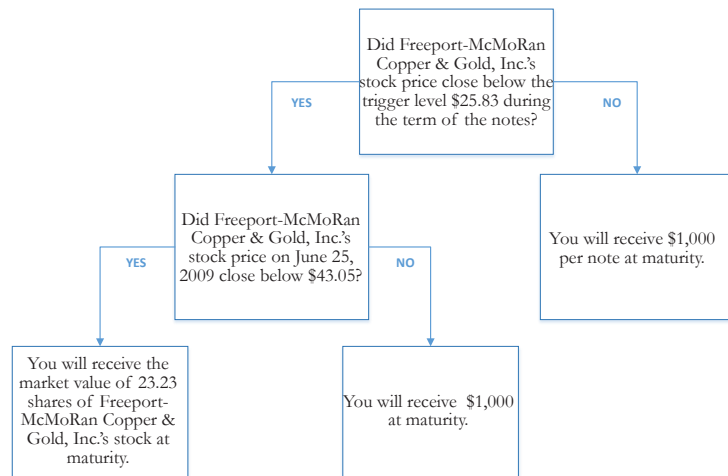 Did Freeport-McMoRan
Copper & Gold, Inc.'s
stock price close below the
trigger level $25.83 during
the term of the notes?
YES
NO
Did Freeport-McMoRan
Copper & Gold, Inc.'s
stock price on June 25,
2009 close below $43.05?
You will receive $1,000
per note at maturity.
YES
NO
You will receive the
market value of 23.23
shares of Freeport-
McMoRan Copper &
Gold, Inc.'s stock at
maturity.
You will receive $1,000
at maturity.